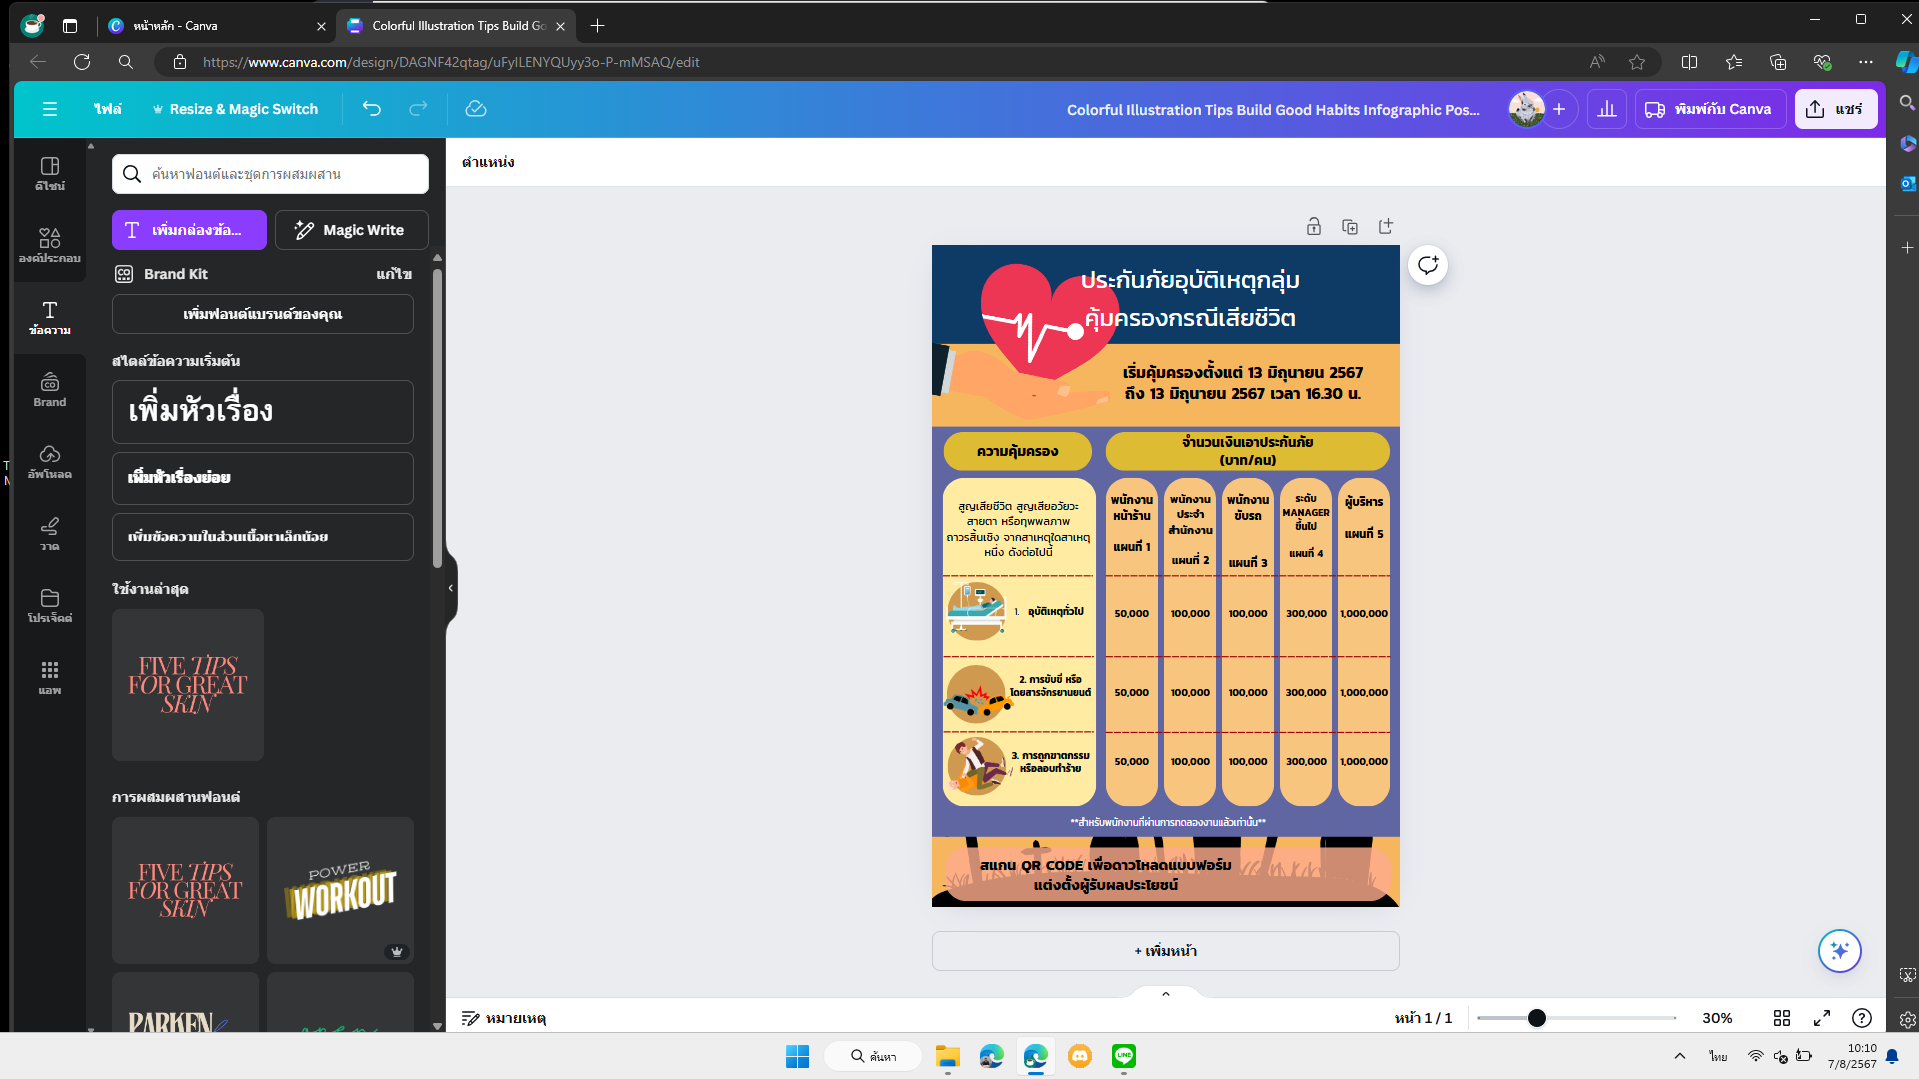 หน้าหลัก - Canva
Colorful Illustration Tips Build Go
https://www.canva.com/design/DAGNF42qtag/uFylLENYQUyy3o-P-mMSAQ/edit
ไฟล์
Resize & Magic Switch
Colorful Illustration Tips Build Good Habits Infographic Pos...
พิมพ์กับ Canva
แชร์
ดีไซน์
องค์ประกอบ
ข้อความ
Brand
อัพโหลด
วาด
โปรเจ็คต์
แอพ
ค้นหาฟอนต์และชุดการผสมผสาน
เพิ่มกล่องข้อ...
Magic Write
Brand Kit
แก้ไข
เพิ่มฟอนต์แบรนด์ของคุณ
สไตล์ข้อความเริ่มต้น
เพิ่มหัวเรื่อง
เพิ่มหัวเรื่องย่อย
เพิ่มข้อความในส่วนเนื้อหาเล็กน้อย
ใช้งานล่าสุด
FIVE TIPS
FOR GREAT
SKIN
การผสมผสานฟอนต์
FIVE TIPS
FOR GREAT
SKIN
POWER
WORKOUT
PARKEN
ตำแหน่ง
ประกันภัยอุบัติเหตุกลุ่ม
คุ้มครองกรณีเสียชีวิต
เริ่มคุ้มครองตั้งแต่ 13 มิถุนายน 2567
ถึง 13 มิถุนายน 2567 เวลา 16.30 น.
ความคุ้มครอง
จำนวนเงินเอาประกันภัย
(บาท/คน)
สูญเสียชีวิต สูญเสียอวัยวะ
สายตา หรือทุพพลภาพ
ถาวรสิ้นเชิง จากสาเหตุใดสาเหตุ
หนึ่ง ดังต่อไปนี้
พนักงาน
หน้าร้าน
แผนที่ 1
พนักงาน
ประจำ
สำนักงาน
แผนที่ 2
พนักงาน
ขับรถ
แผนที่ 3
ระดับ
MANAGER
ขึ้นไป
แผนที่ 4
ผู้บริหาร
แผนที่ 5
1. อุบัติเหตุทั่วไป
50,000 100,000 100,000 300,000 1,000,000
2. การขับขี่ หรือ
โดยสารจักรยานยนต์
50,000 100,000 100,000 300,000 1,000,000
3. การถูกฆาตกรรม
หรือลอบทำร้าย
50,000 100,000 100,000 300,000 1,000,000
**สำหรับพนักงานที่ผ่านการทดลองงานแล้วเท่านั้น**
สแกน QR CODE เพื่อดาวโหลดแบบฟอร์ม
แต่งตั้งผู้รับผลประโยชน์
+ เพิ่มหน้า
หมายเหตุ
หน้า 1 / 1
30%
ค้นหา
LINE
ไทย
10:10
7/8/2567